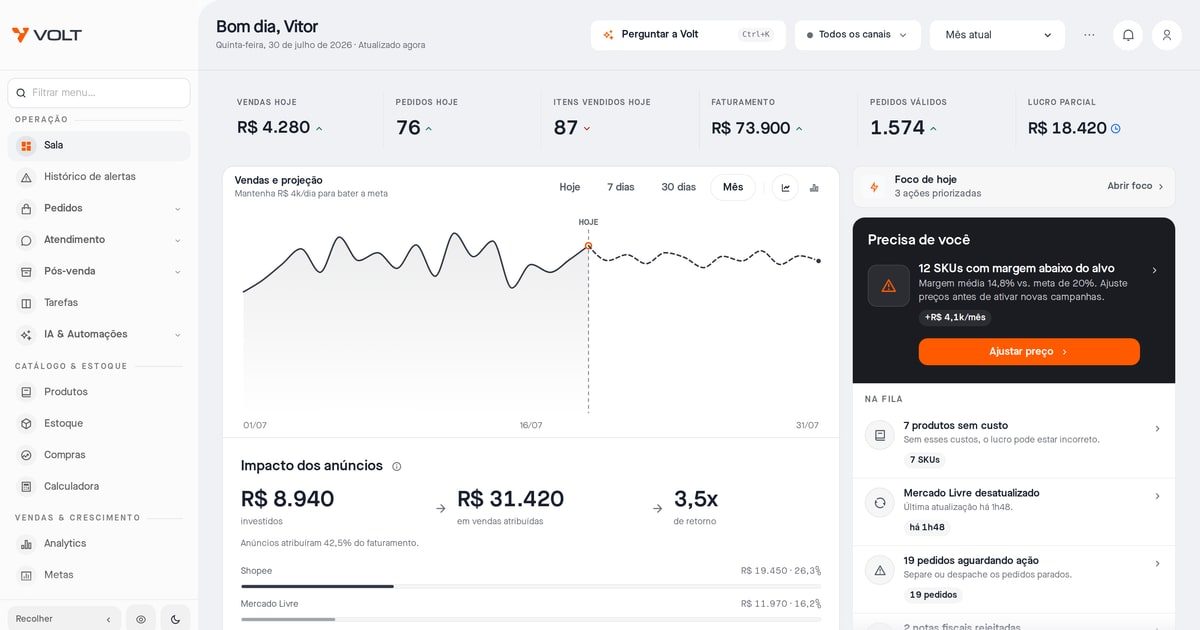 VOLT
Filtrar menu...
OPERAÇÃO
Sala
Histórico de alertas
Pedidos
Atendimento
Pós-venda
Tarefas
IA & Automações
CATÁLOGO & ESTOQUE
Produtos
Estoque
Compras
Calculadora
VENDAS & CRESCIMENTO
Analytics
Metas
Recolher
Bom dia, Vitor
Quinta-feira, 30 de julho de 2026 · Atualizado agora
Perguntar a Volt Ctrl+K
Todos os canais
Mês atual
VENDAS HOJE
R$ 4.280
PEDIDOS HOJE
76
ITENS VENDIDOS HOJE
87
FATURAMENTO
R$ 73.900
PEDIDOS VÁLIDOS
1.574
LUCRO PARCIAL
R$ 18.420
Vendas e projeção
Mantenha R$ 4k/dia para bater a meta
Hoje 7 dias 30 dias Mês
HOJE
01/07 16/07 31/07
Impacto dos anúncios
R$ 8.940
investidos
R$ 31.420
em vendas atribuídas
3,5x
de retorno
Anúncios atribuíram 42,5% do faturamento.
Shopee R$ 19.450 · 26,3%
Mercado Livre R$ 11.970 · 16,2%
Foco de hoje
3 ações priorizadas
Abrir foco
Precisa de você
12 SKUs com margem abaixo do alvo
Margem média 14,8% vs. meta de 20%. Ajuste
preços antes de ativar novas campanhas.
+R$ 4,1k/mês
Ajustar preço
NA FILA
7 produtos sem custo
Sem esses custos, o lucro pode estar incorreto.
7 SKUs
Mercado Livre desatualizado
Última atualização há 1h48.
há 1h48
19 pedidos aguardando ação
Separe ou despache os pedidos parados.
19 pedidos
2 notas fiscais rejeitadas